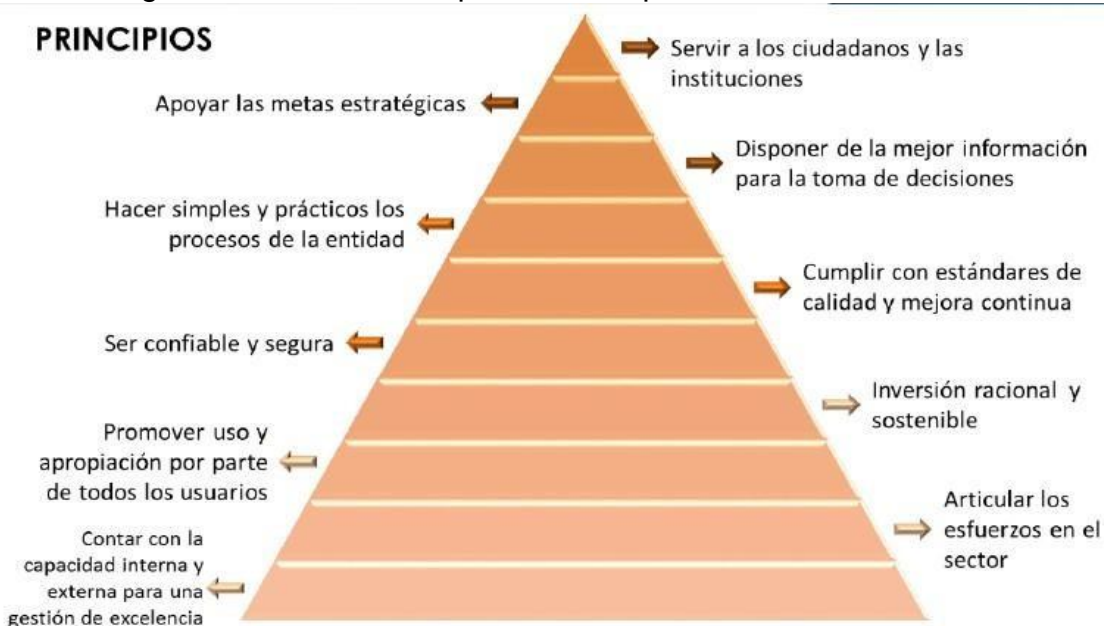 PRINCIPIOS
Servir a los ciudadanos y las
instituciones
Apoyar las metas estratégicas
Disponer de la mejor información
para la toma de decisiones
Hacer simples y prácticos los
procesos de la entidad
Cumplir con estándares de
calidad y mejora continua
Ser confiable y segura
Inversión racional y
sostenible
Promover uso y
apropiación por parte
de todos los usuarios
Articular los
esfuerzos en el
sector
Contar con la
capacidad interna y
externa para una
gestión de excelencia